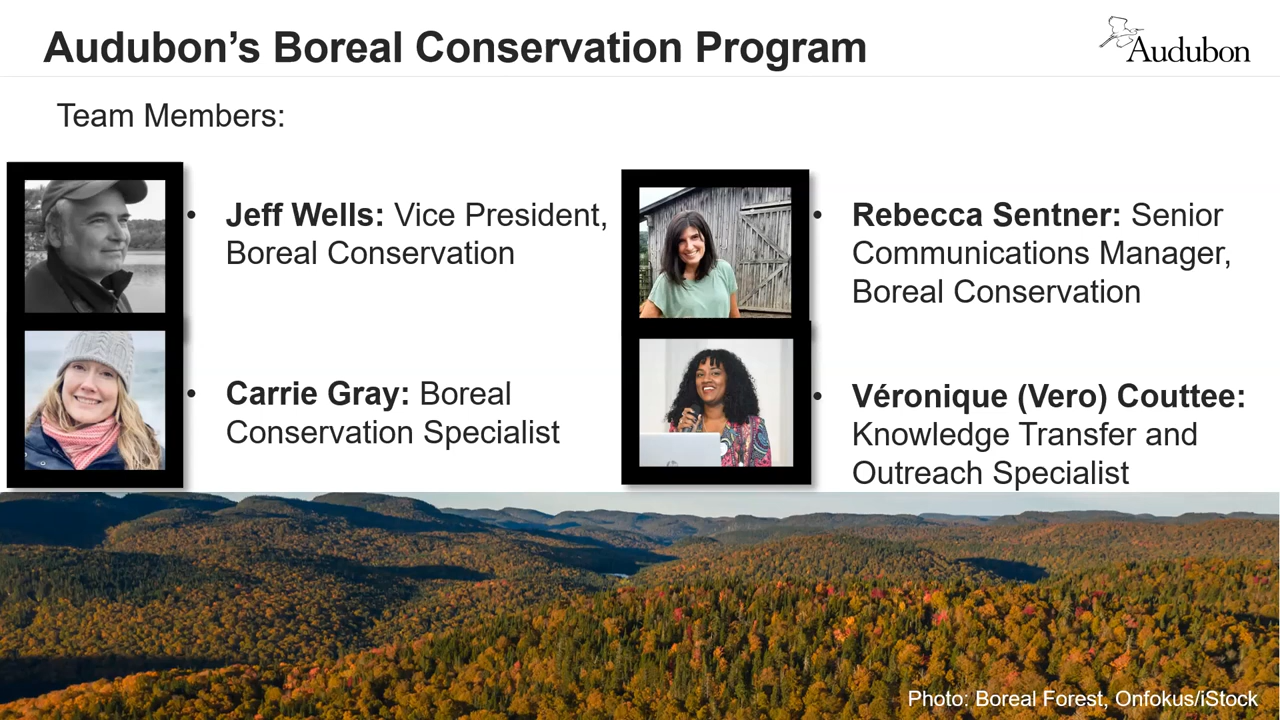 Audubon’s Boreal Conservation Program
Audubon
Team Members:
• Jeff Wells: Vice President,
Boreal Conservation
• Carrie Gray: Boreal
Conservation Specialist
• Rebecca Sentner: Senior
Communications Manager,
Boreal Conservation
• Véronique (Vero) Couttee:
Knowledge Transfer and
Outreach Specialist
Photo: Boreal Forest, Onfokus/iStock